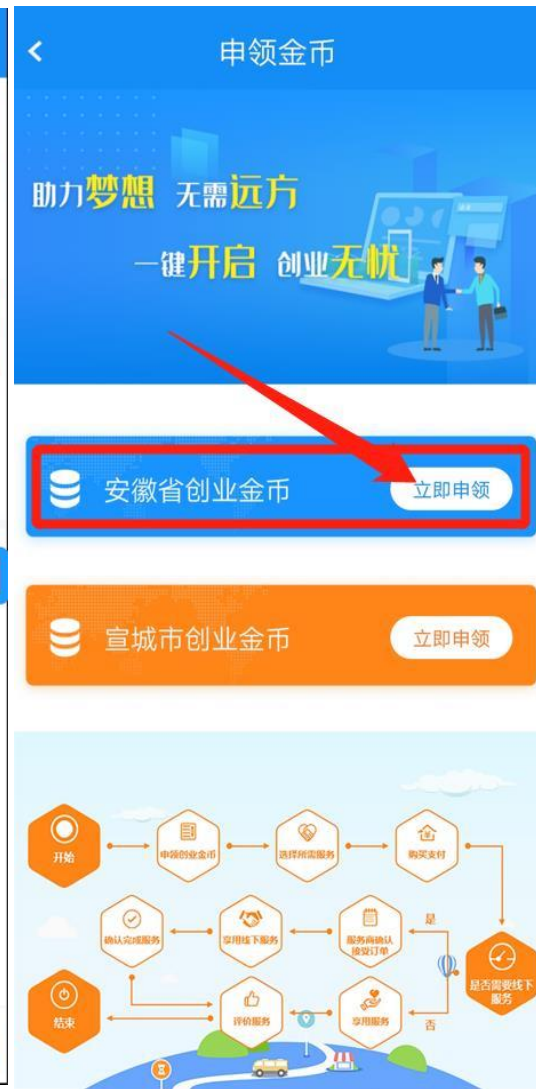 申领金币
助力梦想 无需远方
一键开启 创业无忧
安徽省创业金币
立即申领
宣城市创业金币
立即申领
开始
申领创业金币
选择所需服务
购买支付
确认完成服务
享用线下服务
服务商确认
接受订单
是
是否需要线下
服务
结束
评价服务
享用服务
否